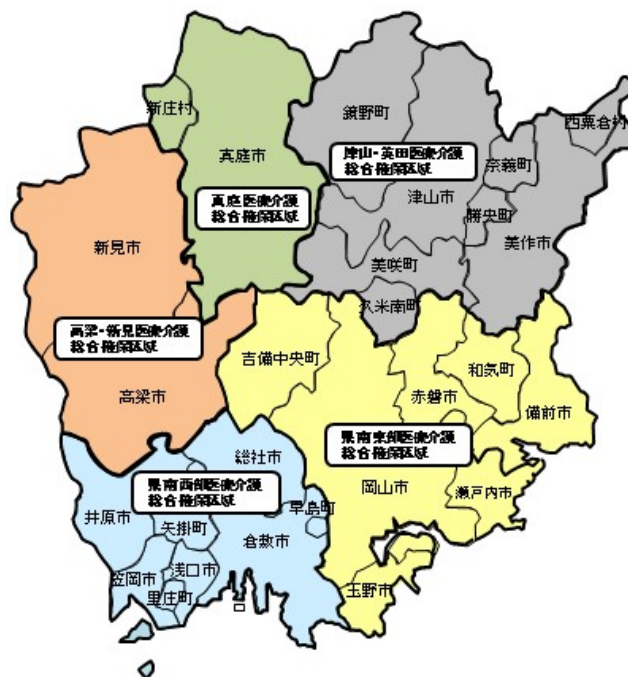 鏡野町
新庄村
西粟倉村
真庭市
津山・英田医療介護
総合確保区域
奈義町
津山市
真庭医療介護
総合確保区域
勝央町
美作市
新見市
美咲町
久米南町
高梁・新見医療介護
総合確保区域
吉備中央町
和気町
高梁市
赤磐市
備前市
県南東部医療介護
総合確保区域
総社市
県南西部医療介護
総合確保区域
岡山市
瀬戸内市
井原市
早島町
矢掛町
倉敷市
浅口市
笠岡市
里庄町
玉野市